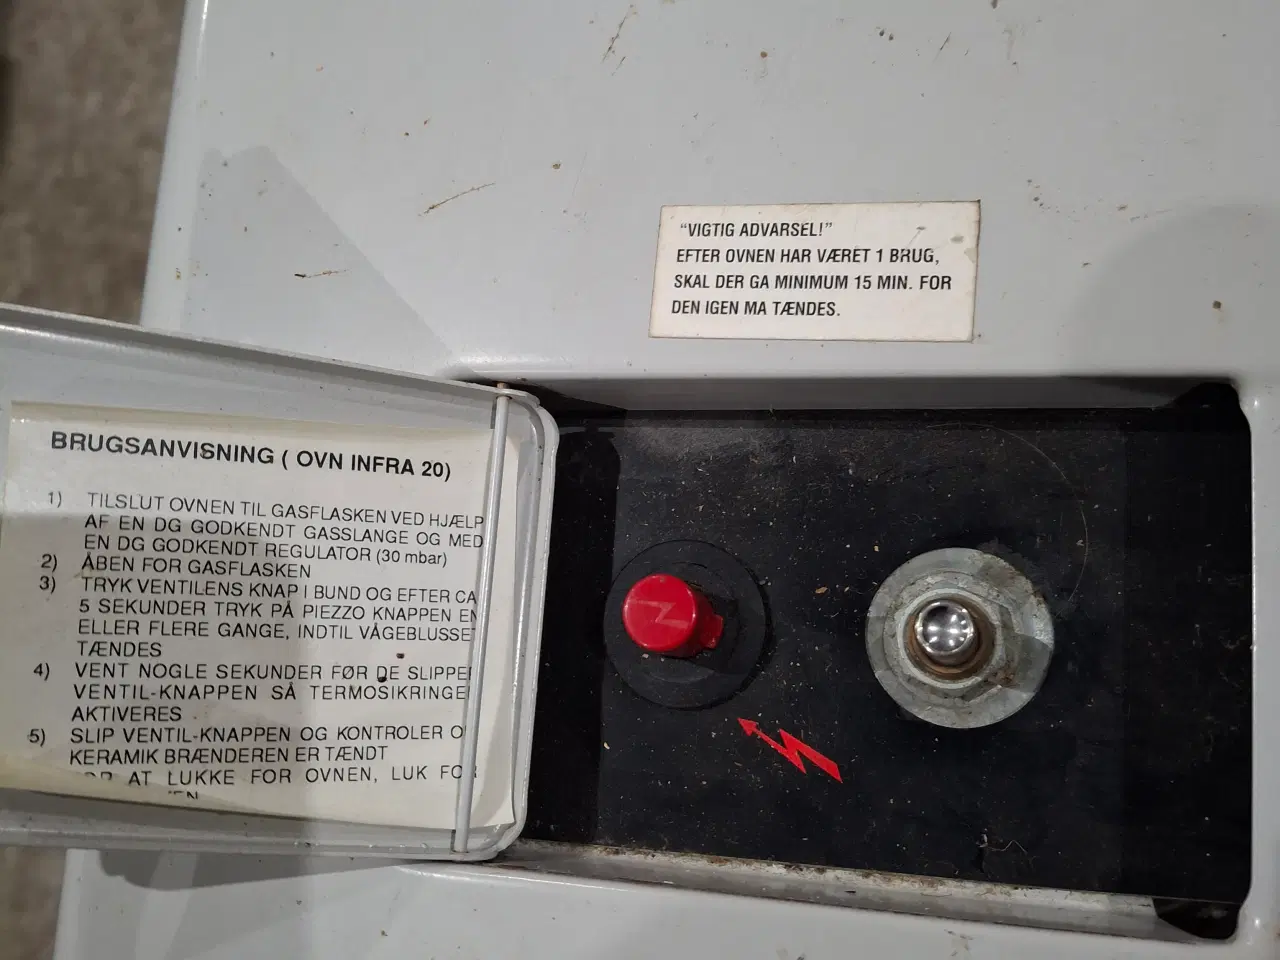 "VIGTIG ADVARSEL!"
EFTER OVNEN HAR VÆRET 1 BRUG,
SKAL DER GA MINIMUM 15 MIN. FOR
DEN IGEN MA TÆNDES.
BRUGSANVISNING ( OVN INFRA 20)
1) TILSLUT OVNEN TIL GASFLASKEN VED HJÆLP
AF EN DG GODKENDT GASSLANGE OG MED
EN DG GODKENDT REGULATOR (30 mbar)
2) ÅBEN FOR GASFLASKEN
3) TRYK VENTILENS KNAP I BUND OG EFTER CA
5 SEKUNDER TRYK PÅ PIEZZO KNAPPEN EN
ELLER FLERE GANGE, INDTIL VÅGEBLUSSET
TÆNDES
4) VENT NOGLE SEKUNDER FØR DE SLIPPER
VENTIL-KNAPPEN SÅ TERMOSIKRINGE
AKTIVERES
5) SLIP VENTIL-KNAPPEN OG KONTROLER O
KERAMIK BRÆNDEREN ER TÆNDT
AT LUKKE FOR OVNEN, LUK FOR